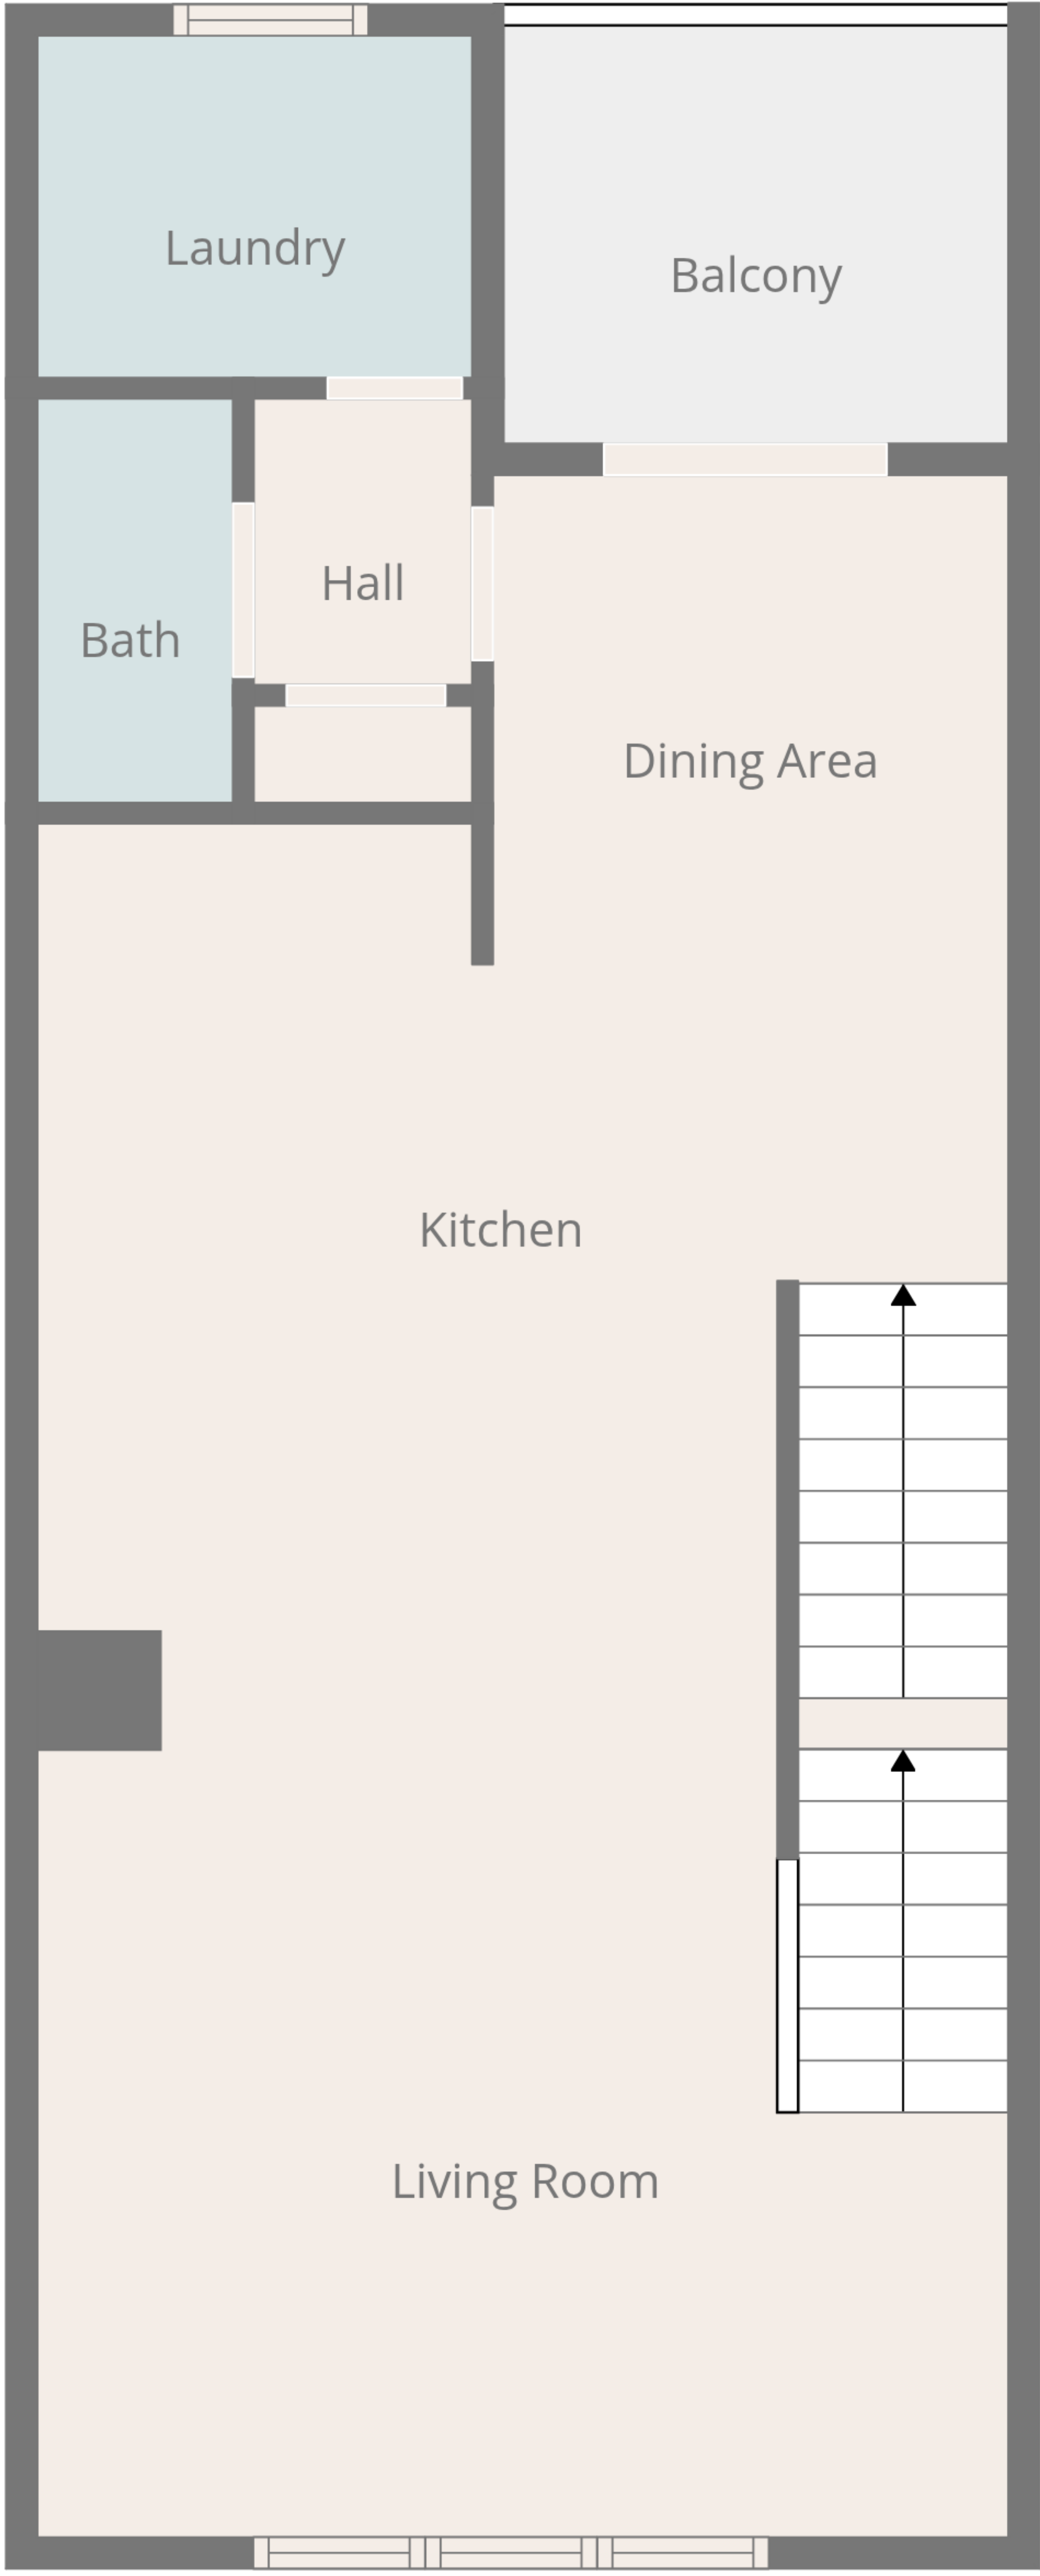 Laundry
Balcony
Hall
Bath
Dining Area
Kitchen
Living Room